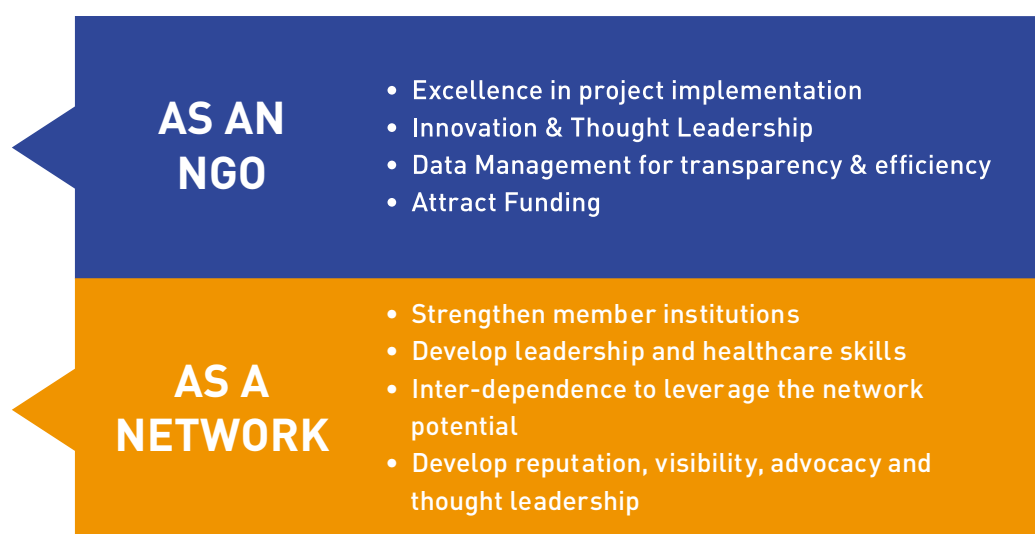 AS AN
NGO
• Excellence in project implementation
• Innovation & Thought Leadership
• Data Management for transparency & efficiency
• Attract Funding
AS A
NETWORK
• Strengthen member institutions
• Develop leadership and healthcare skills
• Inter-dependence to leverage the network
potential
• Develop reputation, visibility, advocacy and
thought leadership